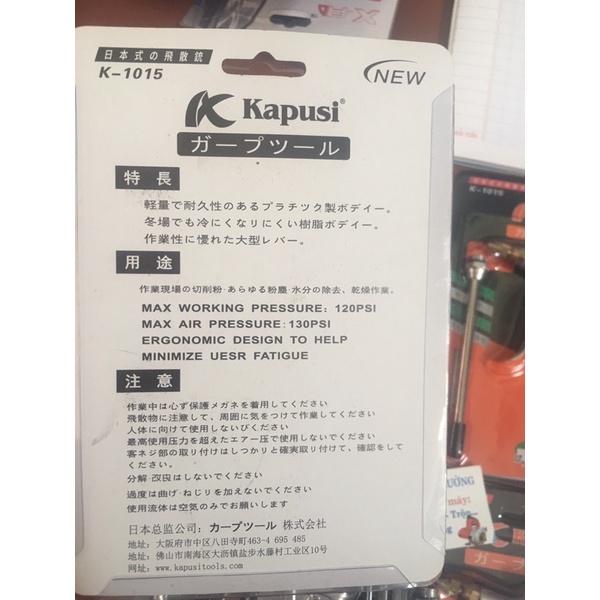 日本式の飛散銃
K-1015
NEW
Kapusi®
ガープツール
特長
軽量で耐久性のあるプラチツク製ボデイー。
冬場でも冷にくなリにくい樹脂ボデイー。
作業性に憬れた大型レバー。
用途
作業現場の切削粉·あらゆる粉塵·水分の除去、乾燥作業。
MAX WORKING PRESSURE: 120PSI
MAX AIR PRESSURE:130PSI
ERGONOMIC DESIGN TO HELP
MINIMIZE UESR FATIGUE
注意
作業中は心ず保護メガネを着用してください
飛散物に注意して、周囲に気をつけて作業してください
人体に向けて使用しないびください
最高使用圧力を超えたエアー圧で使用しないでください
客ネジ部の取り付けはしつかりと確実取り付けて、確認をして
ください。
分解·改良はしないでください
過度は曲げ·ねじリを加えないでください
使用流体は空気のみでお願いします
日本总监公司: カープツール 株式会社
地址: 大阪府市中区八田寺町463-4 695 485
地址: 佛山市南海区大沥镇盐步水藤村工业区10号
网址: www.kapusitools.com
K-1015
ƯỜNG
máy:
Trên...
ガープ